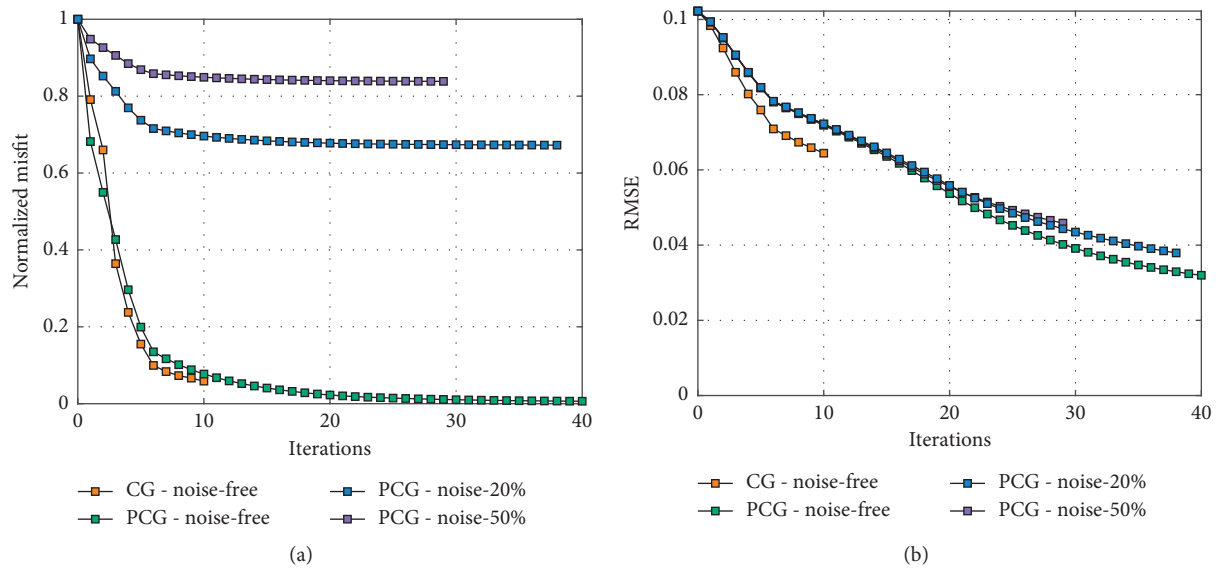 1
0.8
0.6
0.4
0.2
0
Normalized misfit
0 10 20 30 40
Iterations
CG - noise-free
PCG - noise-free
PCG - noise-20%
PCG - noise-50%
(a)
0.1
0.08
0.06
0.04
0.02
0
RMSE
0 10 20 30 40
Iterations
CG - noise-free
PCG - noise-free
PCG - noise-20%
PCG - noise-50%
(b)